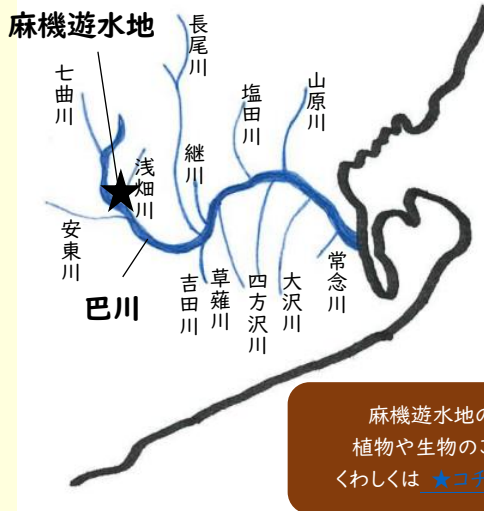 麻機遊水地
長尾川
七曲川
塩田川
山原川
継川
浅畑川
安東川
巴川
吉田川
草薙川
四方沢川
大沢川
常念川
麻機遊水地の
植物や生物の
くわしくは ★コチ